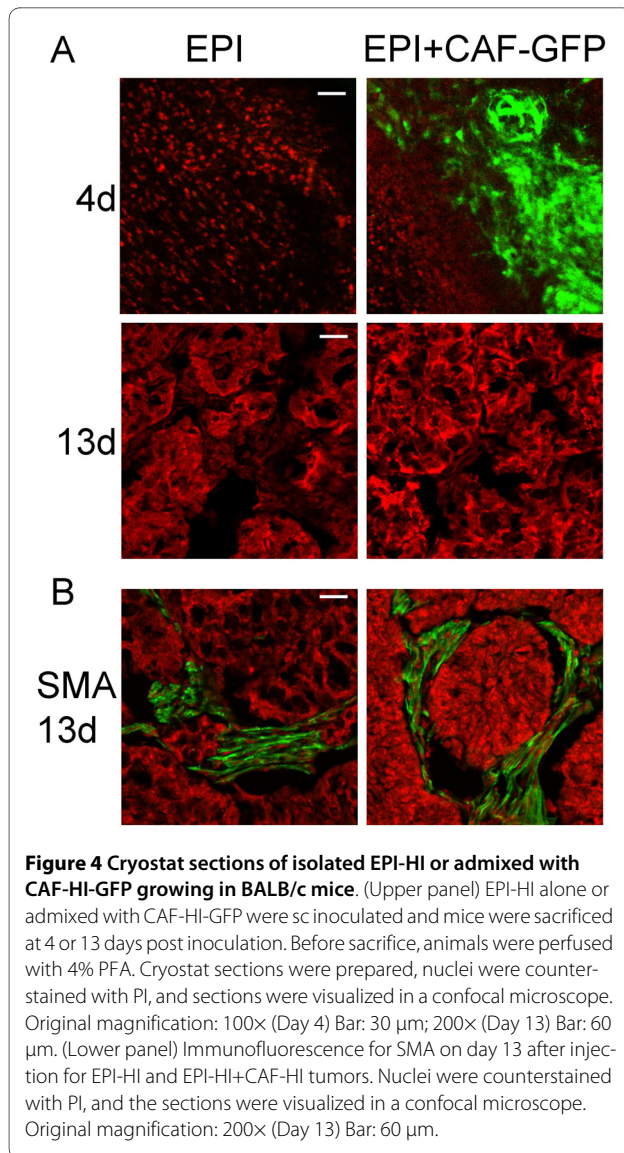 A
EPI
EPI+CAF-GFP
4d
13d
B
SMA
13d
Figure 4 Cryostat sections of isolated EPI-HI or admixed with
CAF-HI-GFP growing in BALB/c mice. (Upper panel) EPI-HI alone or
admixed with CAF-HI-GFP were sc inoculated and mice were sacrificed
at 4 or 13 days post inoculation. Before sacrifice, animals were perfused
with 4% PFA. Cryostat sections were prepared, nuclei were counter-
stained with PI, and sections were visualized in a confocal microscope.
Original magnification: 100× (Day 4) Bar: 30 μm; 200× (Day 13) Bar: 60
μm. (Lower panel) Immunofluorescence for SMA on day 13 after injec-
tion for EPI-HI and EPI-HI+CAF-HI tumors. Nuclei were counterstained
with PI, and the sections were visualized in a confocal microscope.
Original magnification: 200× (Day 13) Bar: 60 μm.